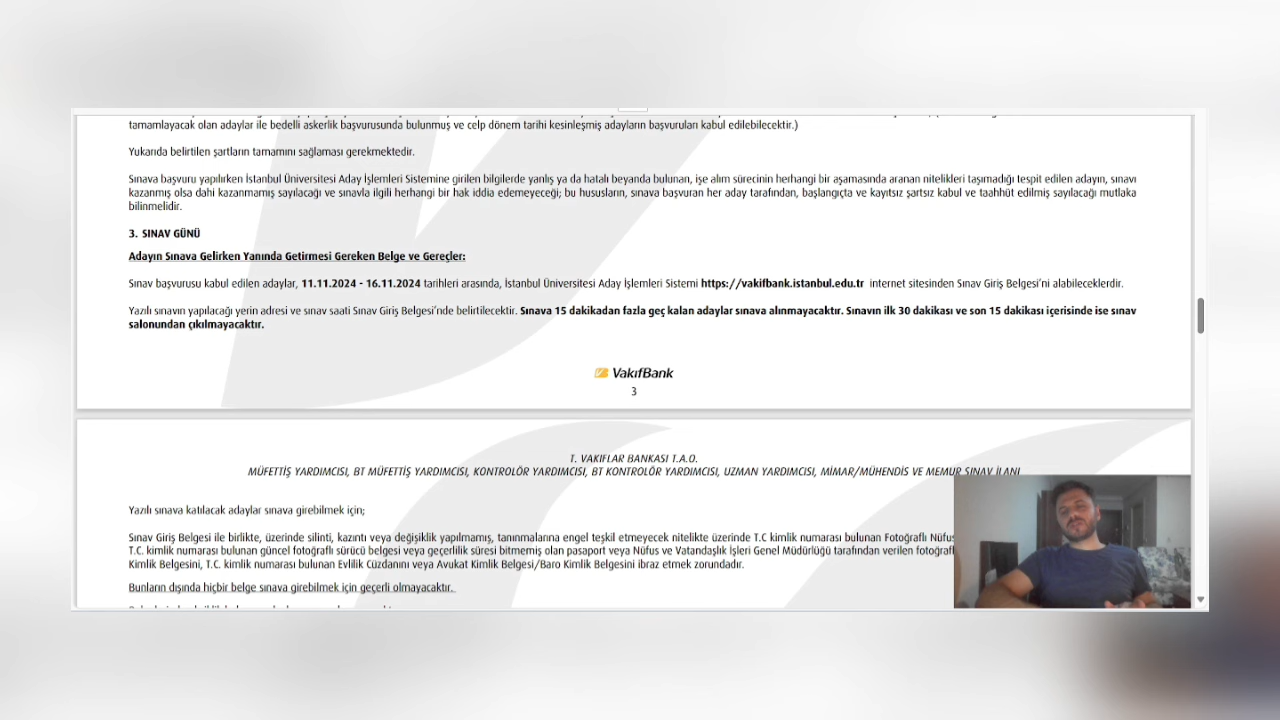 tamamlayacak olan adaylar ile bedelli askerlik başvurusunda bulunmuş ve celp dönem tarihi kesinleşmiş adayların başvuruları kabul edilebilecektir.)
Yukarıda belirtilen şartların tamamını sağlaması gerekmektedir.
Sınava başvuru yapılırken İstanbul Üniversitesi Aday İşlemleri Sistemine girilen bilgilerde yanlış ya da hatalı beyanda bulunan, işe alım sürecinin herhangi bir aşamasında aranan nitelikleri taşımadığı tespit edilen adayın, sınavı
kazanmış olsa dahi kazanmamış sayılacağı ve sınavla ilgili herhangi bir hak iddia edemeyeceği; bu hususların, sınava başvuran her aday tarafından, başlangıçta ve kayıtsız şartsız kabul ve taahhüt edilmiş sayılacağı mutlaka
bilinmelidir.
3. SINAV GÜNÜ
Adayın Sınava Gelirken Yanında Getirmesi Gereken Belge ve Gereçler:
Sınav başvurusu kabul edilen adaylar, 11.11.2024 - 16.11.2024 tarihleri arasında, İstanbul Üniversitesi Aday İşlemleri Sistemi https://vakifbank.istanbul.edu.tr internet sitesinden Sınav Giriş Belgesi'ni alabileceklerdir.
Yazılı sınavın yapılacağı yerin adresi ve sınav saati Sınav Giriş Belgesi'nde belirtilecektir. Sınava 15 dakikadan fazla geç kalan adaylar sınava alınmayacaktır. Sınavın ilk 30 dakikası ve son 15 dakikası içerisinde ise sınav
salonundan çıkılmayacaktır.
VakıfBank
3
T. VAKIFLAR BANKASI T.A.O.
MÜFETTİŞ YARDIMCISI, BT MÜFETTİŞ YARDIMCISI, KONTROLÖR YARDIMCISI, BT KONTROLÖR YARDIMCISI, UZMAN YARDIMCISI, MİMAR/MÜHENDİS VE MEMUR SINAV İLANI
Yazılı sınava katılacak adaylar sınava girebilmek için;
Sınav Giriş Belgesi ile birlikte, üzerinde silinti, kazıntı veya değişiklik yapılmamış, tanınmalarına engel teşkil etmeyecek nitelikte üzerinde T.C kimlik numarası bulunan Fotoğraflı Nüfus
T.C. kimlik numarası bulunan güncel fotoğraflı sürücü belgesi veya geçerlilik süresi bitmemiş olan pasaport veya Nüfus ve Vatandaşlık İşleri Genel Müdürlüğü tarafından verilen fotoğrafl
Kimlik Belgesini, T.C. kimlik numarası bulunan Evlilik Cüzdanını veya Avukat Kimlik Belgesi/Baro Kimlik Belgesini ibraz etmek zorundadır.
Bunların dışında hiçbir belge sınava girebilmek için geçerli olmayacaktır.